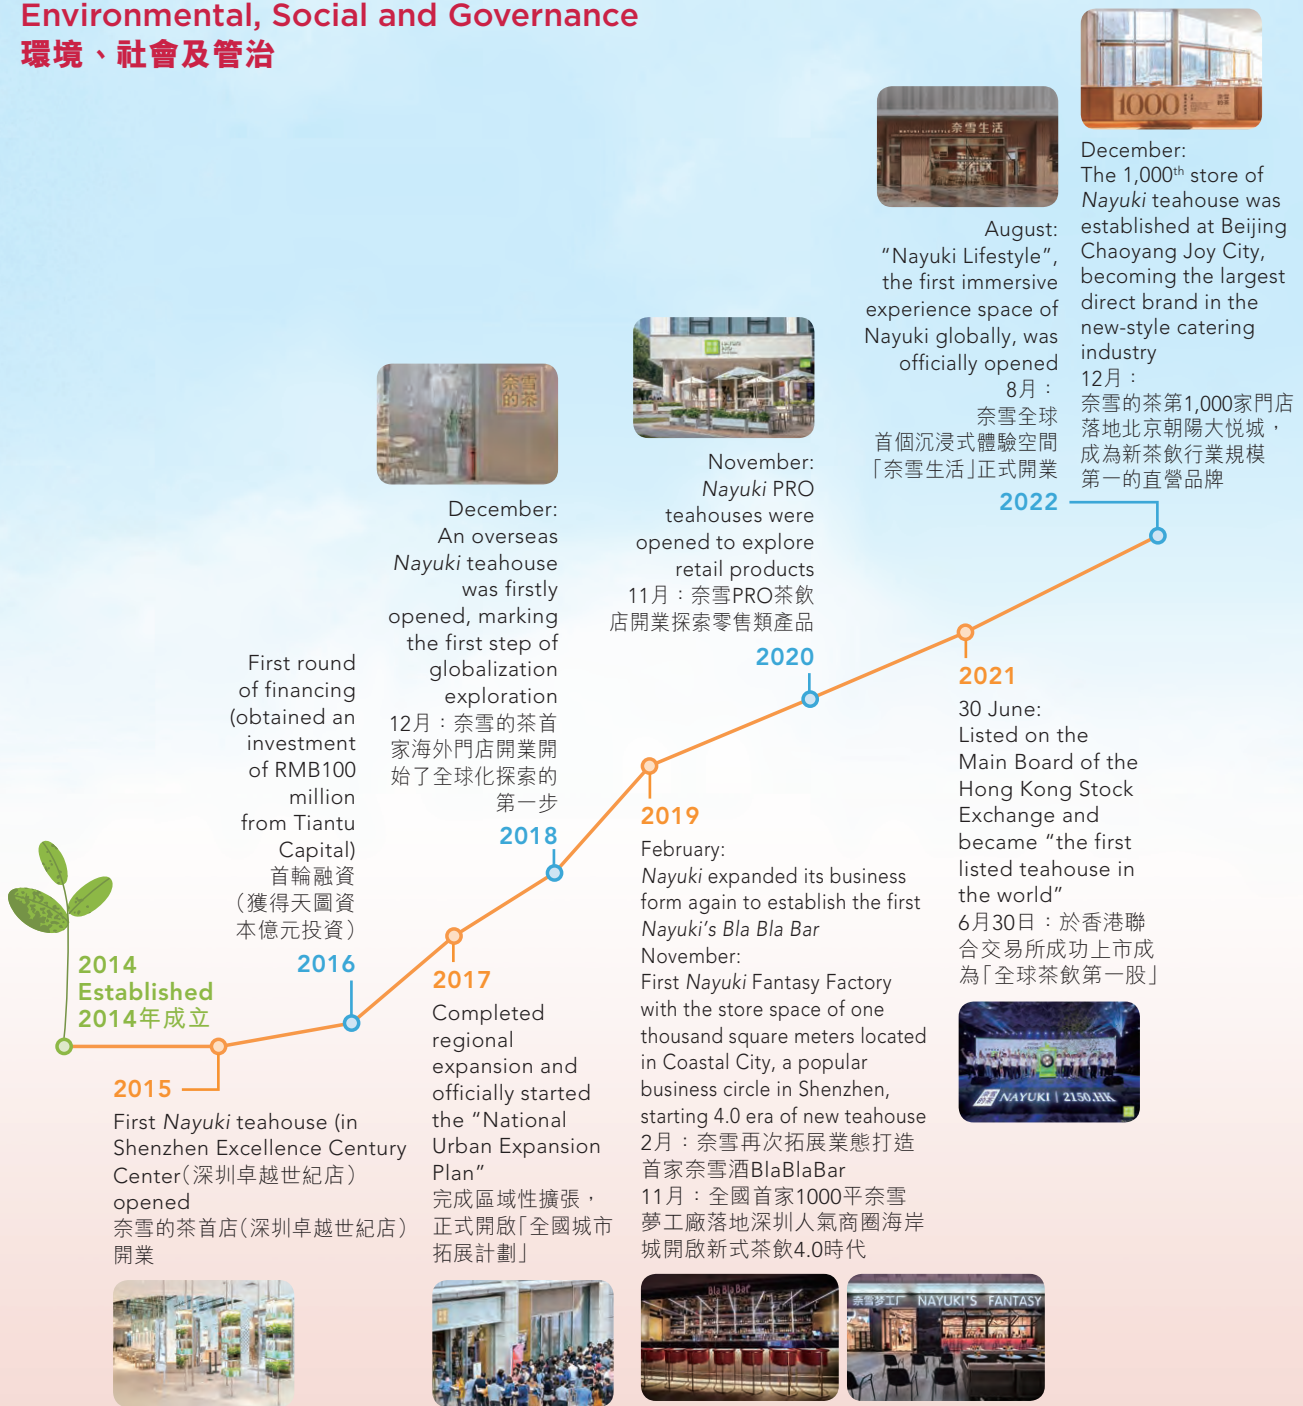 Environmental, Social and Governance
環境、社會及管治
2014
Established
2014年成立
2015
First Nayuki teahouse (in
Shenzhen Excellence Century
Center(深圳卓越世紀店)
opened
奈雪的茶首店(深圳卓越世紀店)
開業
First round
of financing
(obtained an
investment
of RMB100
million
from Tiantu
Capital)
首輪融資
(獲得天圖資
本億元投資)
2016
2017
Completed
regional
expansion and
officially started
the “National
Urban Expansion
Plan”
完成區域性擴張，
正式開啟「全國城市
拓展計劃」
奈雪
的茶
December:
An overseas
Nayuki teahouse
was firstly
opened, marking
the first step of
globalization
exploration
12月：奈雪的茶首
家海外門店開業開
始了全球化探索的
第一步
2018
2019
February:
Nayuki expanded its business
form again to establish the first
Nayuki’s Bla Bla Bar
November:
First Nayuki Fantasy Factory
with the store space of one
thousand square meters located
in Coastal City, a popular
business circle in Shenzhen,
starting 4.0 era of new teahouse
2月：奈雪再次拓展業態打造
首家奈雪酒BlaBlaBar
11月：全國首家1000平奈雪
夢工廠落地深圳人氣商圈海岸
城開啟新式茶飲4.0時代
Bla Bla Bar
奈雪梦工厂 NAYUKI'S FANTASY
November:
Nayuki PRO
teahouses were
opened to explore
retail products
11月：奈雪PRO茶飲
店開業探索零售類產品
2020
2021
30 June:
Listed on the
Main Board of the
Hong Kong Stock
Exchange and
became “the first
listed teahouse in
the world”
6月30日：於香港聯
合交易所成功上市成
為「全球茶飲第一股」
NAYUKI | 2150.HK
NAYUKI LIFESTYLE 奈雪生活
August:
“Nayuki Lifestyle”,
the first immersive
experience space of
Nayuki globally, was
officially opened
8月：
奈雪全球
首個沉浸式體驗空間
「奈雪生活」正式開業
2022
1000
December:
The 1,000th store of
Nayuki teahouse was
established at Beijing
Chaoyang Joy City,
becoming the largest
direct brand in the
new-style catering
industry
12月：
奈雪的茶第1,000家門店
落地北京朝陽大悅城，
成為新茶飲行業規模
第一的直營品牌